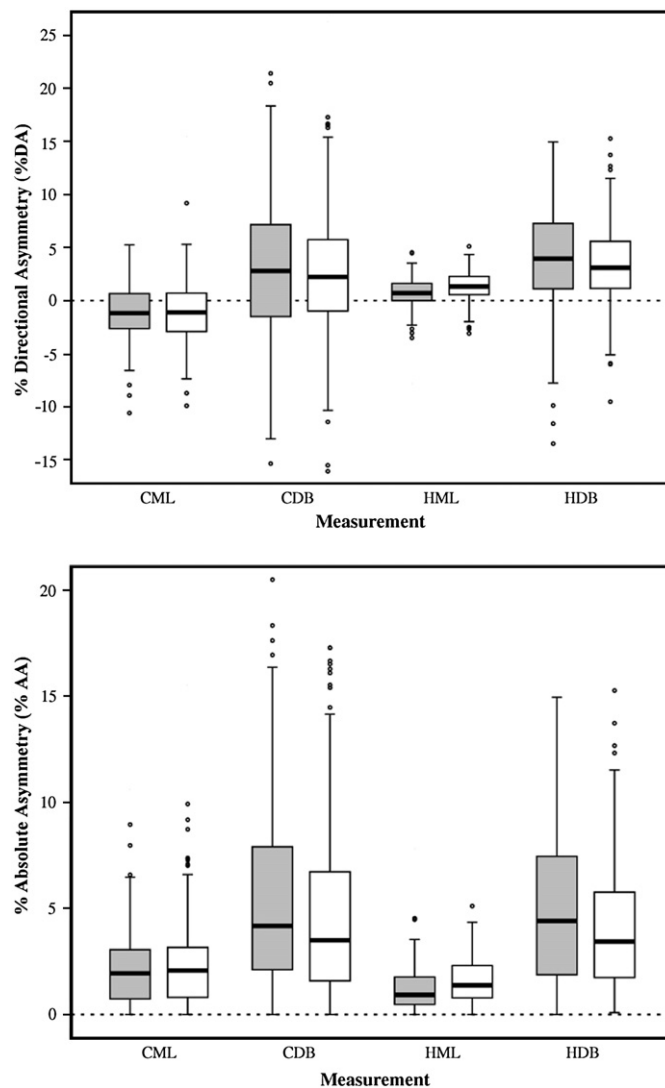 % Directional Asymmetry (%DA)
25
20
15
10
5
0
-5
-10
-15
CML CDB HML HDB
Measurement
% Absolute Asymmetry (% AA)
20
15
10
5
0
CML CDB HML HDB
Measurement